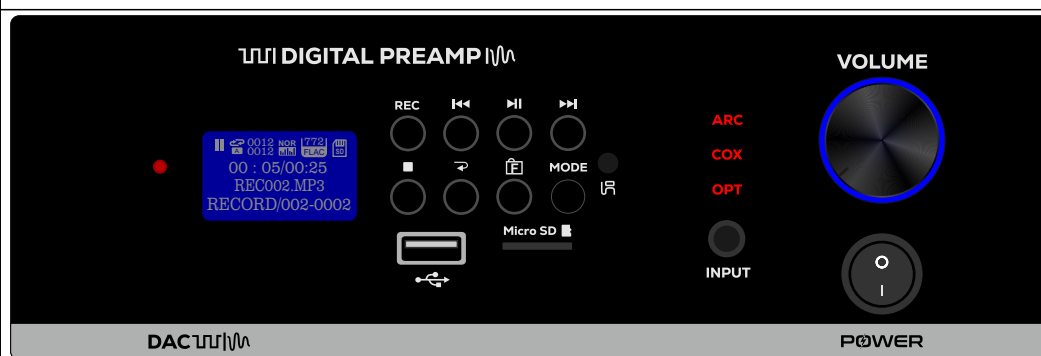 DIGITAL PREAMP
VOLUME
REC
ARC
COX
OPT
0012 NOR 1772
A 0012 FLAC SD
00 : 05/00:25
REC002.MP3
RECORD/002-0002
MODE
F
Micro SD
INPUT
O
I
DAC
POWER